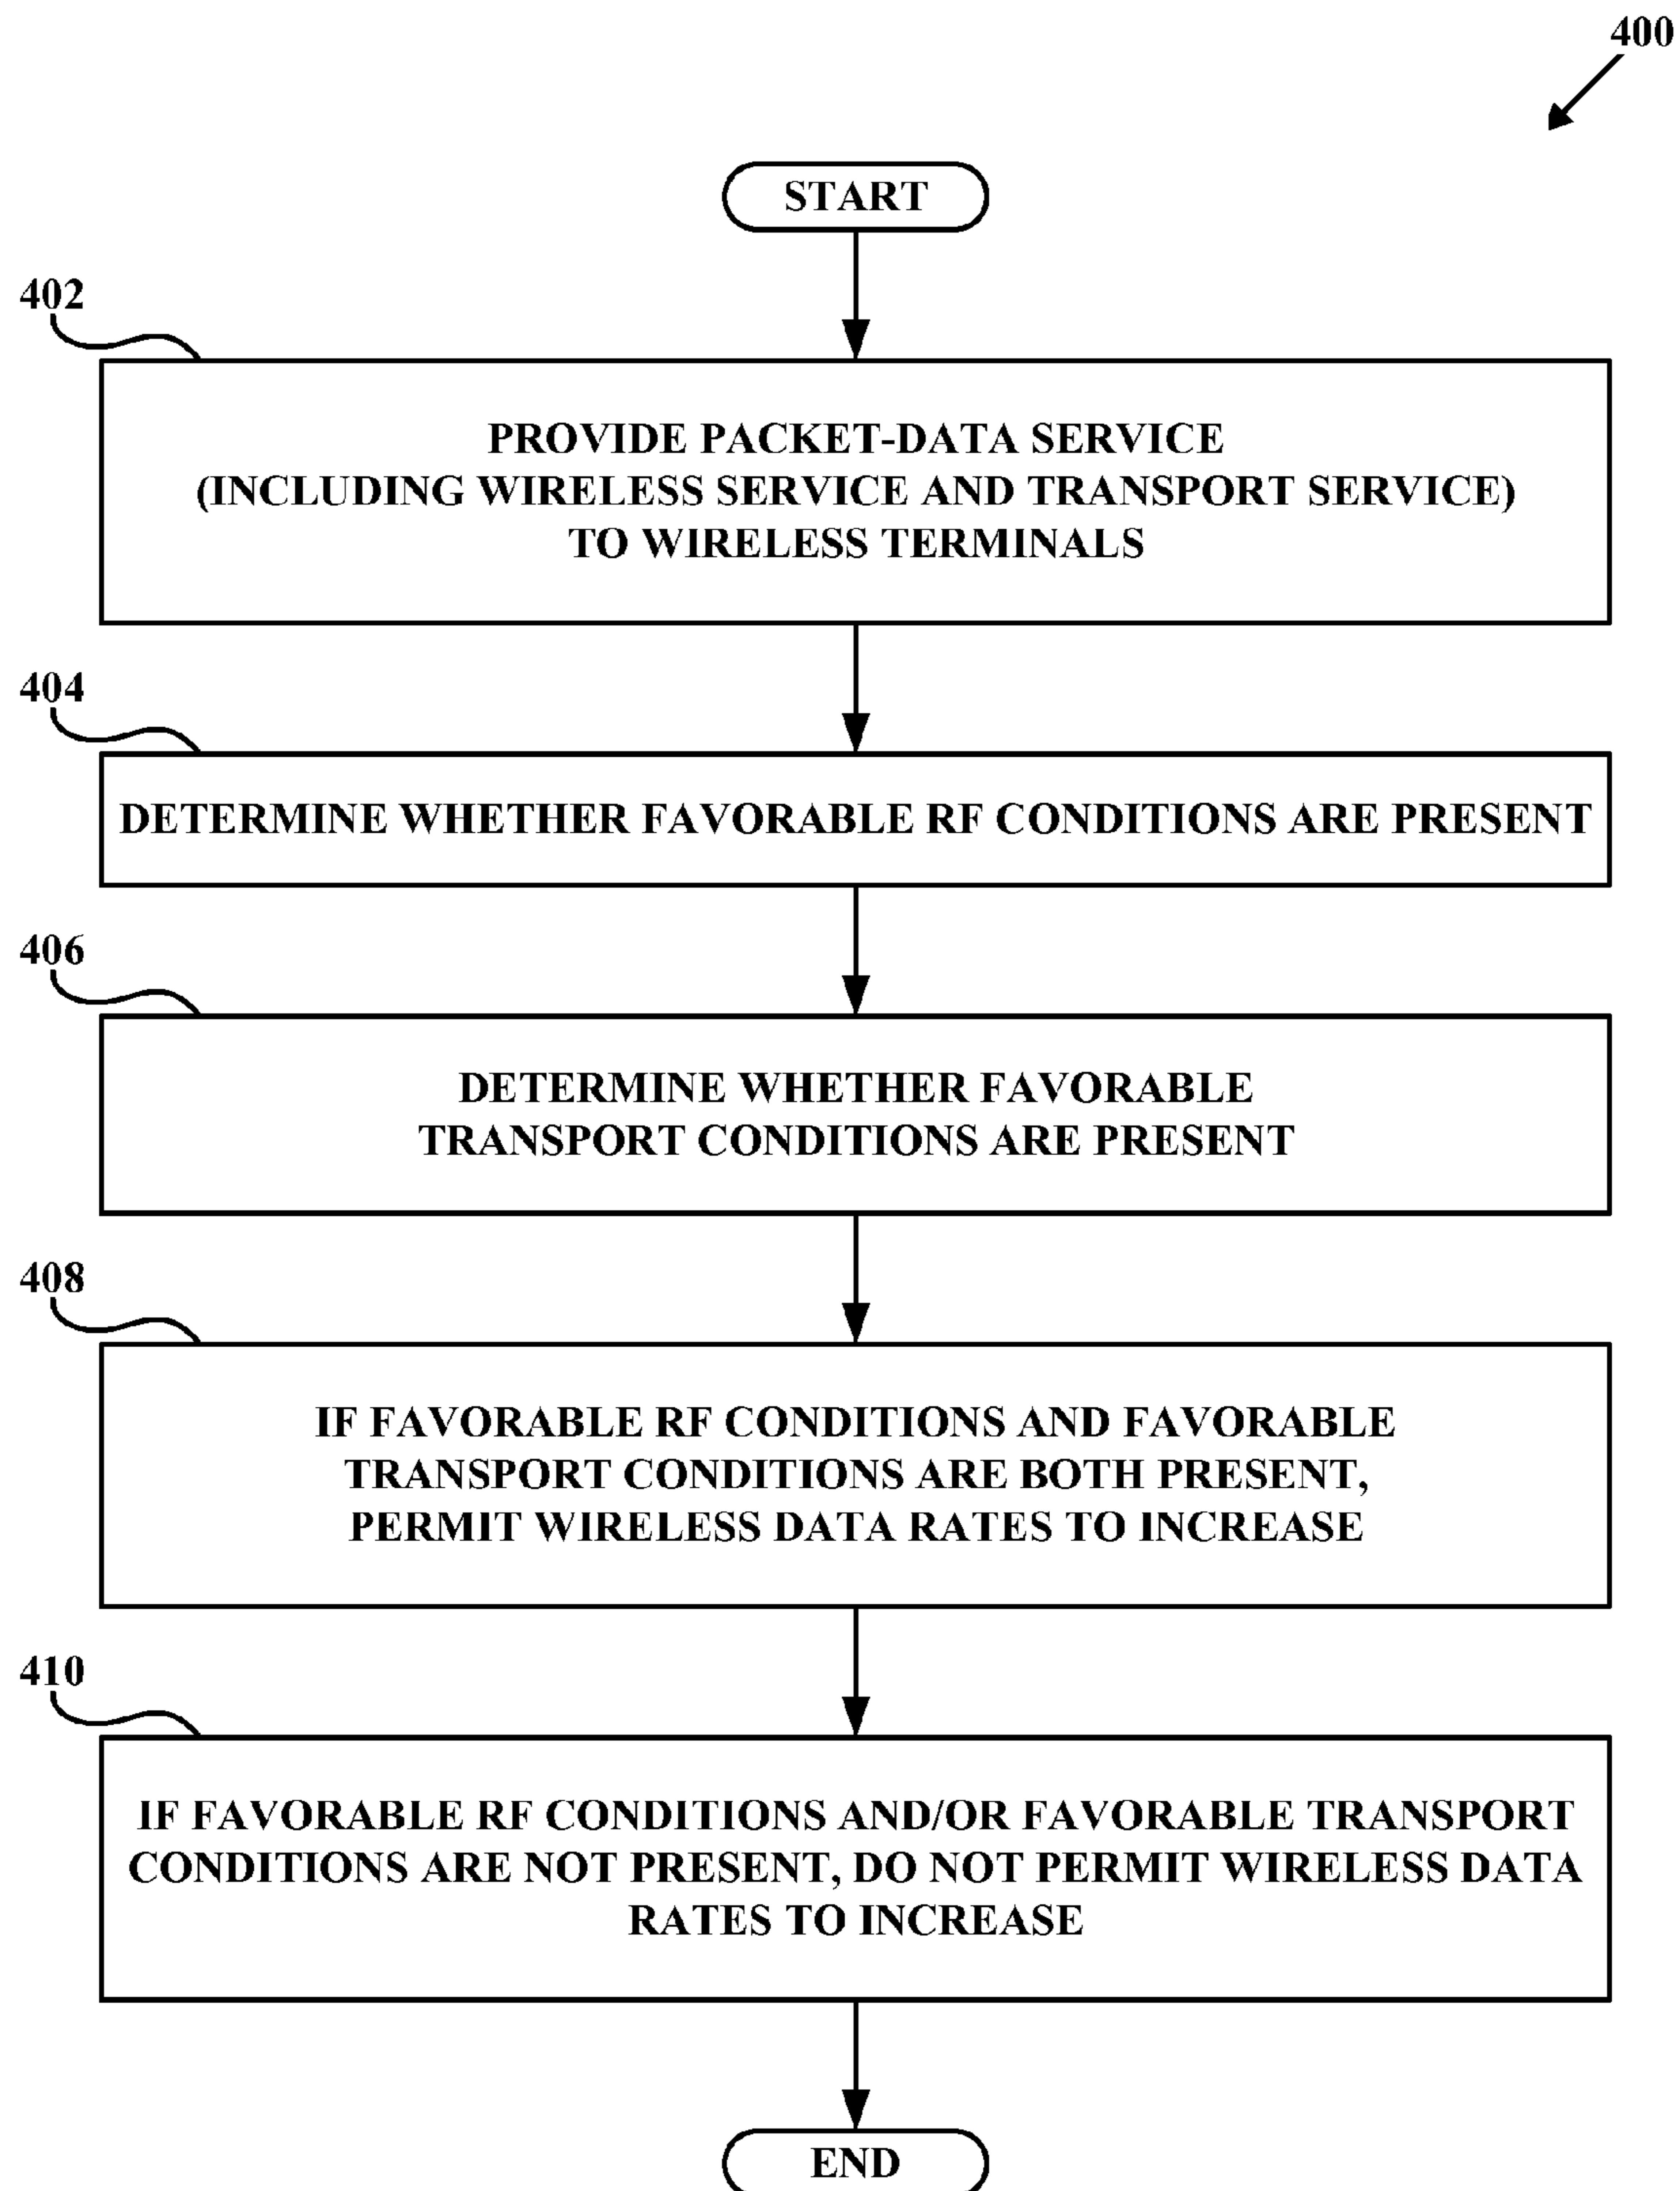 400
START
402
PROVIDE PACKET-DATA SERVICE
(INCLUDING WIRELESS SERVICE AND TRANSPORT SERVICE)
TO WIRELESS TERMINALS
404
DETERMINE WHETHER FAVORABLE RF CONDITIONS ARE PRESENT
406
DETERMINE WHETHER FAVORABLE
TRANSPORT CONDITIONS ARE PRESENT
408
IF FAVORABLE RF CONDITIONS AND FAVORABLE
TRANSPORT CONDITIONS ARE BOTH PRESENT,
PERMIT WIRELESS DATA RATES TO INCREASE
410
IF FAVORABLE RF CONDITIONS AND/OR FAVORABLE TRANSPORT
CONDITIONS ARE NOT PRESENT, DO NOT PERMIT WIRELESS DATA
RATES TO INCREASE
END